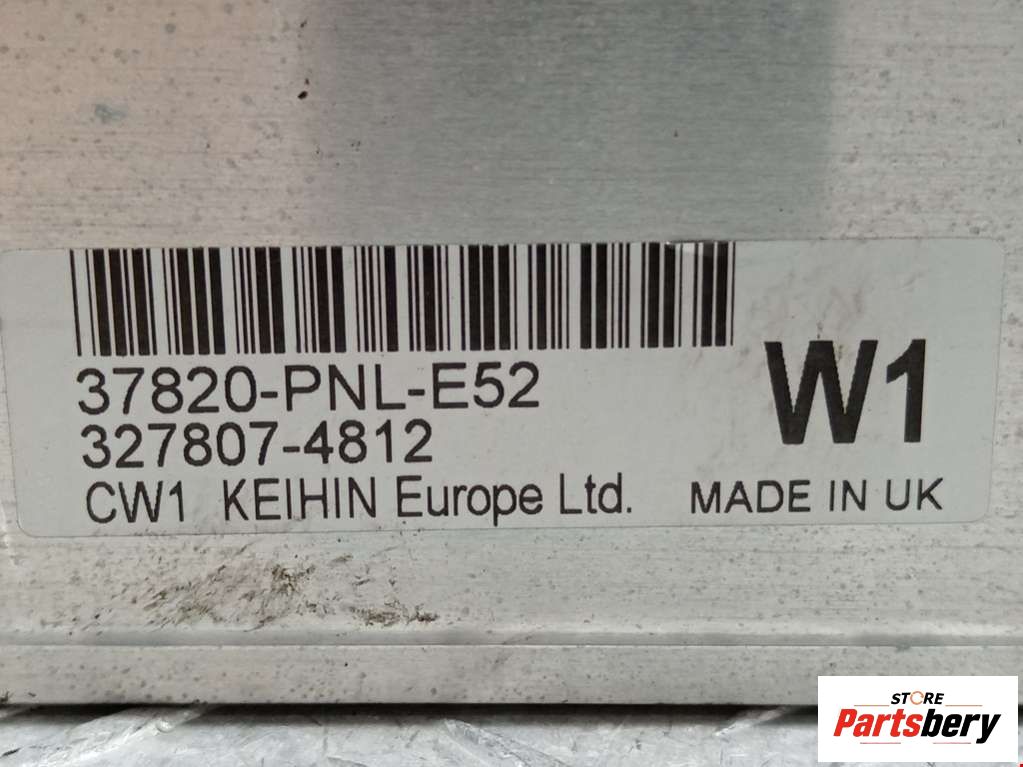 37820-PNL-E52
327807-4812
W1
CW1 KEIHIN Europe Ltd. MADE IN UK
STORE
Partsbery